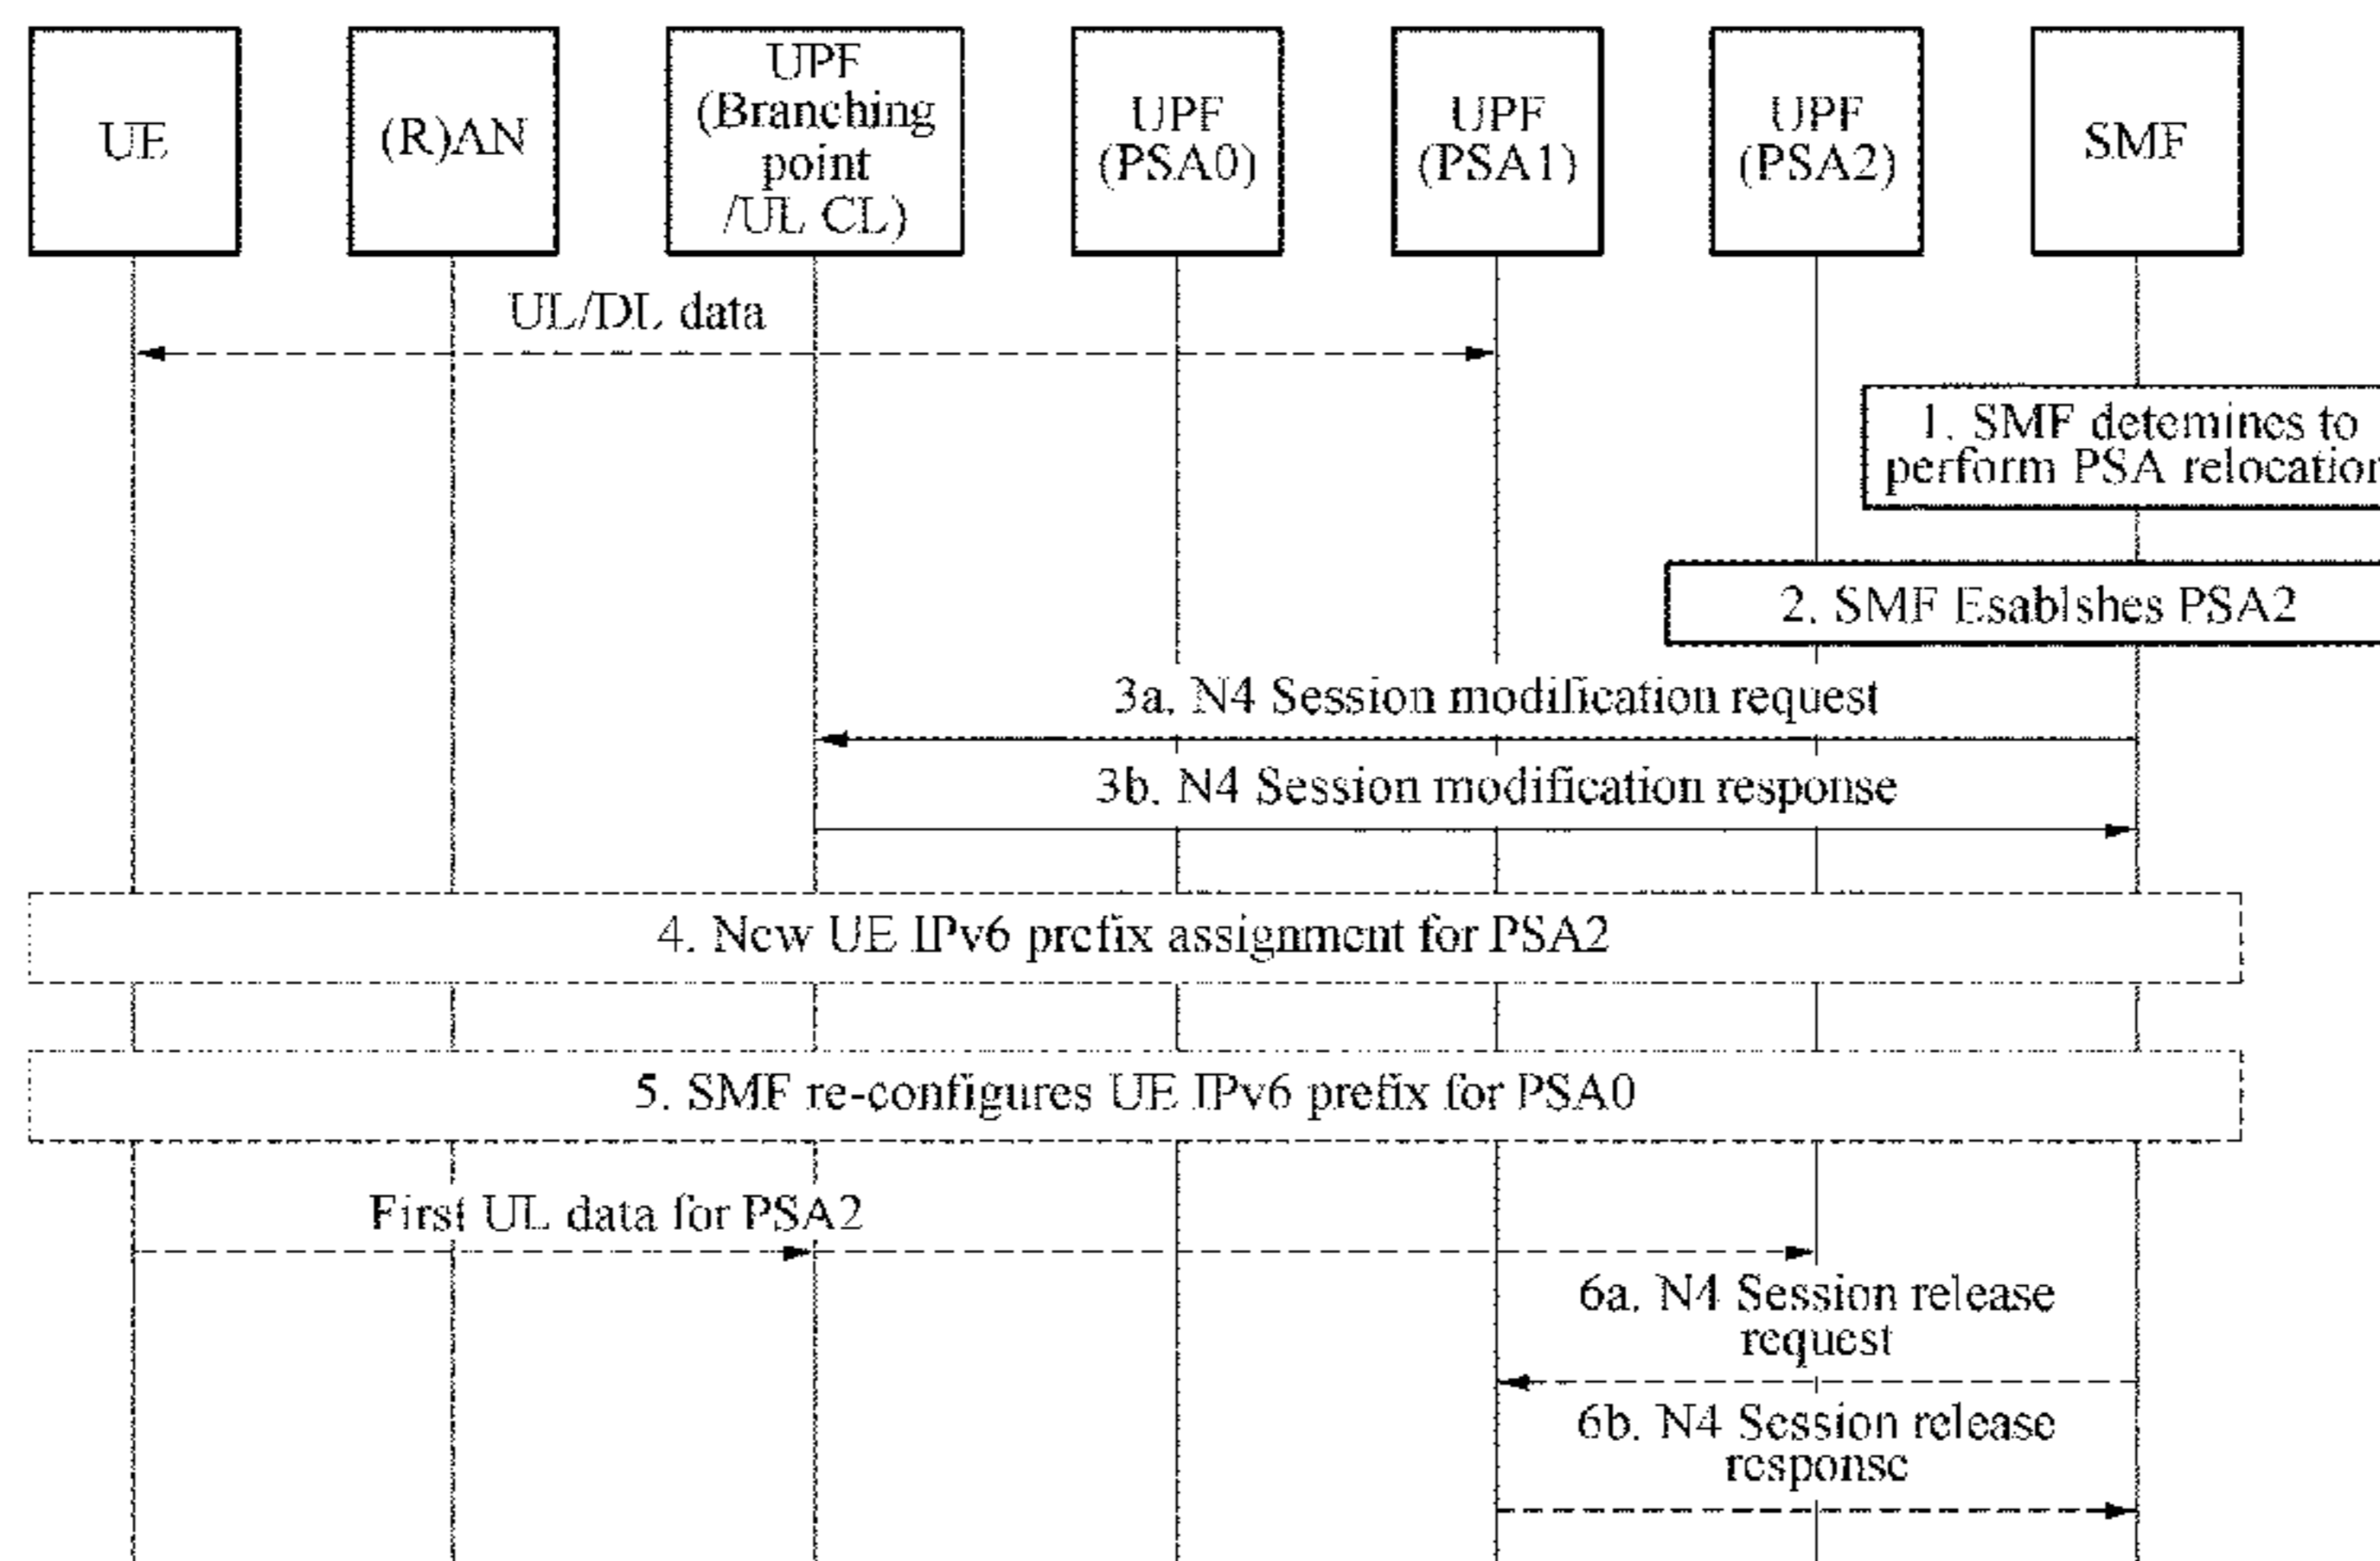 UE
(R)AN
UPF
(Branching
point
/UL CL)
UPF
(PSA0)
UPF
(PSA1)
UPF
(PSA2)
SMF
UL/DL data
1. SMF detemines to
perform PSA relocation
2. SMF Esablshes PSA2
3a. N4 Session modification request
3b. N4 Session modification response
4. New UE IPv6 prefix assignment for PSA2
5. SMF re-configures UE IPv6 prefix for PSA0
First UL data for PSA2
6a. N4 Session release
request
6b. N4 Session release
response